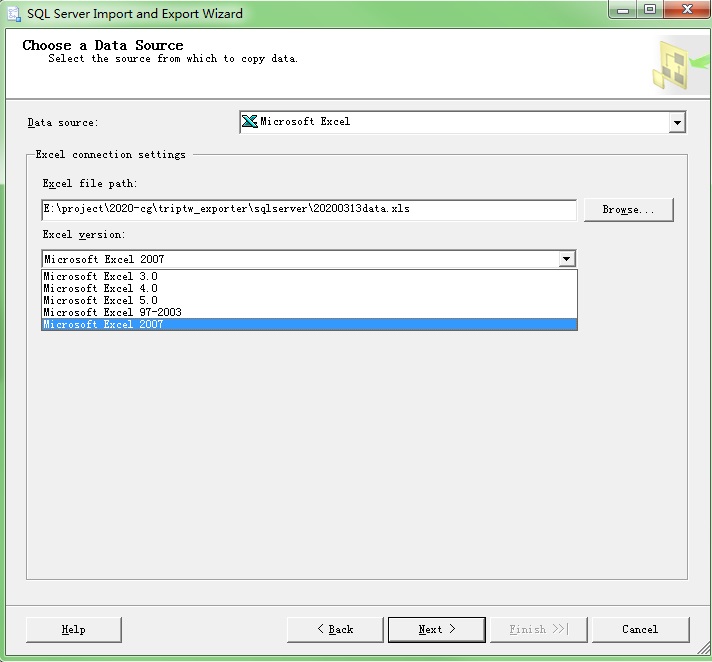 SQL Server Import and Export Wizard
Choose a Data Source
Select the source from which to copy data.
Data source:
Microsoft Excel
Excel connection settings
Excel file path:
E:\project\2020-cg\triptw_exporter\sqlserver\20200313data.xls
Browse...
Excel version:
Microsoft Excel 2007
Microsoft Excel 3.0
Microsoft Excel 4.0
Microsoft Excel 5.0
Microsoft Excel 97-2003
Microsoft Excel 2007
Help
< Back
Next >
Finish >>|
Cancel